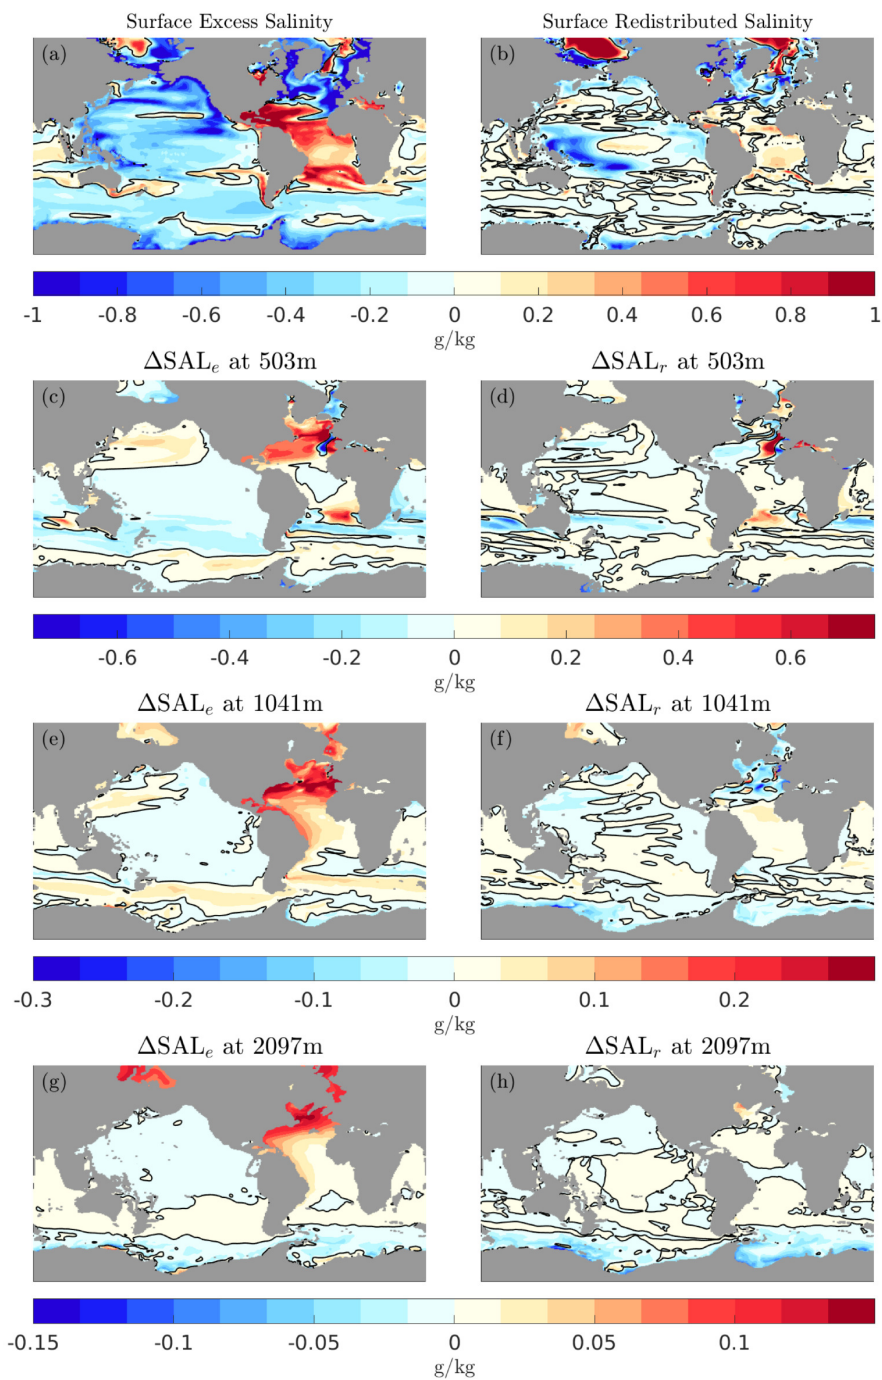 Surface Excess Salinity
Surface Redistributed Salinity
(a)
(b)
-1 -0.8 -0.6 -0.4 -0.2 0 0.2 0.4 0.6 0.8 1
g/kg
ΔSALₑ at 503m
ΔSALᵣ at 503m
(c)
(d)
-0.6 -0.4 -0.2 0 0.2 0.4 0.6
g/kg
ΔSALₑ at 1041m
ΔSALᵣ at 1041m
(e)
(f)
-0.3 -0.2 -0.1 0 0.1 0.2
g/kg
ΔSALₑ at 2097m
ΔSALᵣ at 2097m
(g)
(h)
-0.15 -0.1 -0.05 0 0.05 0.1
g/kg